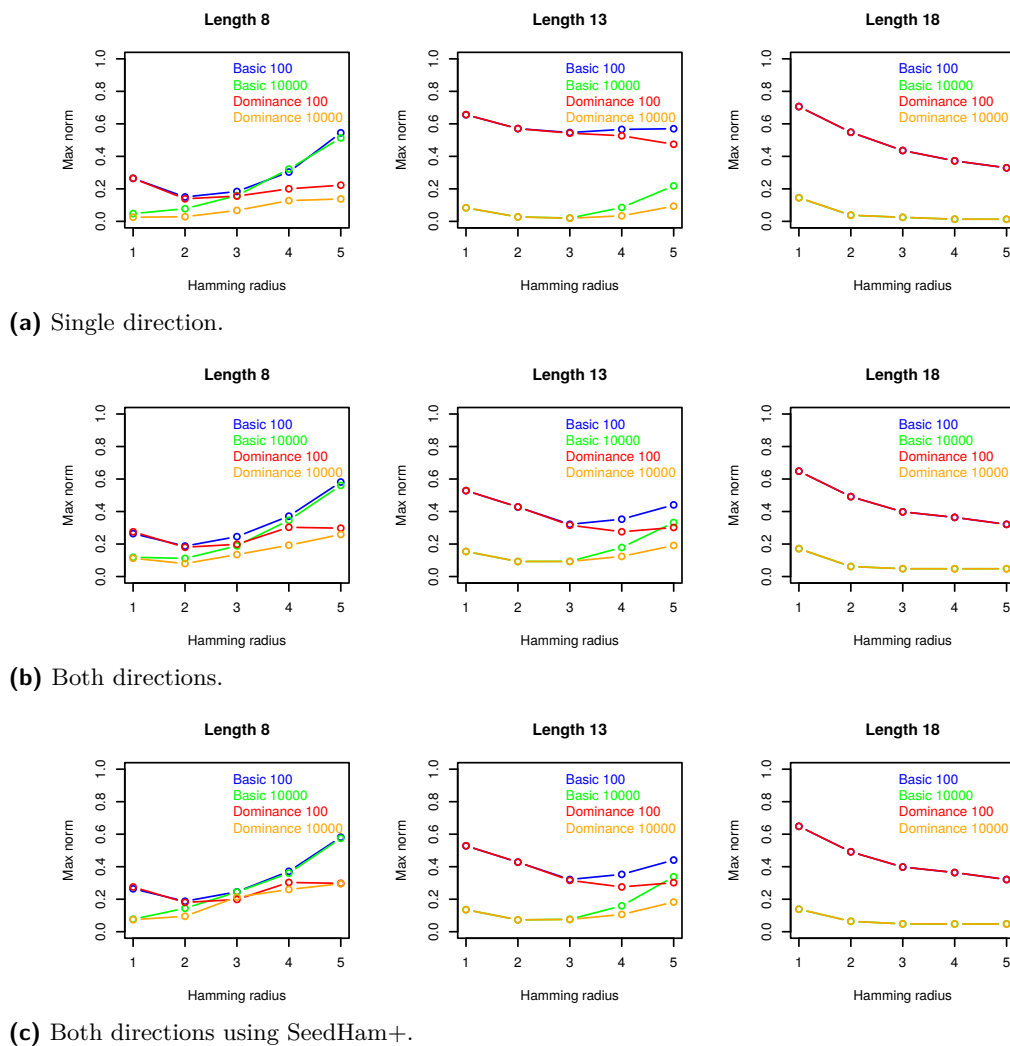 Length 8
Length 13
Length 18
Max norm
0.0 0.2 0.4 0.6 0.8 1.0
Basic 100
Basic 10000
Dominance 100
Dominance 10000
1 2 3 4 5
Hamming radius
Max norm
0.0 0.2 0.4 0.6 0.8 1.0
Basic 100
Basic 10000
Dominance 100
Dominance 10000
1 2 3 4 5
Hamming radius
Max norm
0.0 0.2 0.4 0.6 0.8 1.0
Basic 100
Basic 10000
Dominance 100
Dominance 10000
1 2 3 4 5
Hamming radius
(a) Single direction.
Length 8
Length 13
Length 18
Max norm
0.0 0.2 0.4 0.6 0.8 1.0
Basic 100
Basic 10000
Dominance 100
Dominance 10000
1 2 3 4 5
Hamming radius
Max norm
0.0 0.2 0.4 0.6 0.8 1.0
Basic 100
Basic 10000
Dominance 100
Dominance 10000
1 2 3 4 5
Hamming radius
Max norm
0.0 0.2 0.4 0.6 0.8 1.0
Basic 100
Basic 10000
Dominance 100
Dominance 10000
1 2 3 4 5
Hamming radius
(b) Both directions.
Length 8
Length 13
Length 18
Max norm
0.0 0.2 0.4 0.6 0.8 1.0
Basic 100
Basic 10000
Dominance 100
Dominance 10000
1 2 3 4 5
Hamming radius
Max norm
0.0 0.2 0.4 0.6 0.8 1.0
Basic 100
Basic 10000
Dominance 100
Dominance 10000
1 2 3 4 5
Hamming radius
Max norm
0.0 0.2 0.4 0.6 0.8 1.0
Basic 100
Basic 10000
Dominance 100
Dominance 10000
1 2 3 4 5
Hamming radius
(c) Both directions using SeedHam+.